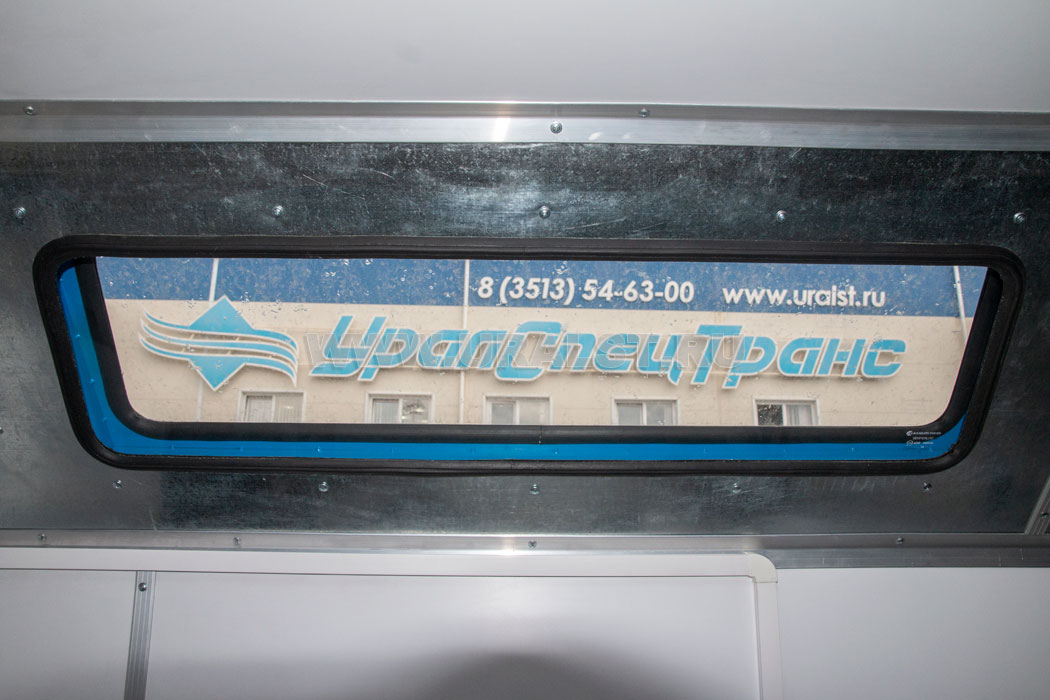 8 (3513) 54-63-00 www.uralst.ru
УралСпецТранс